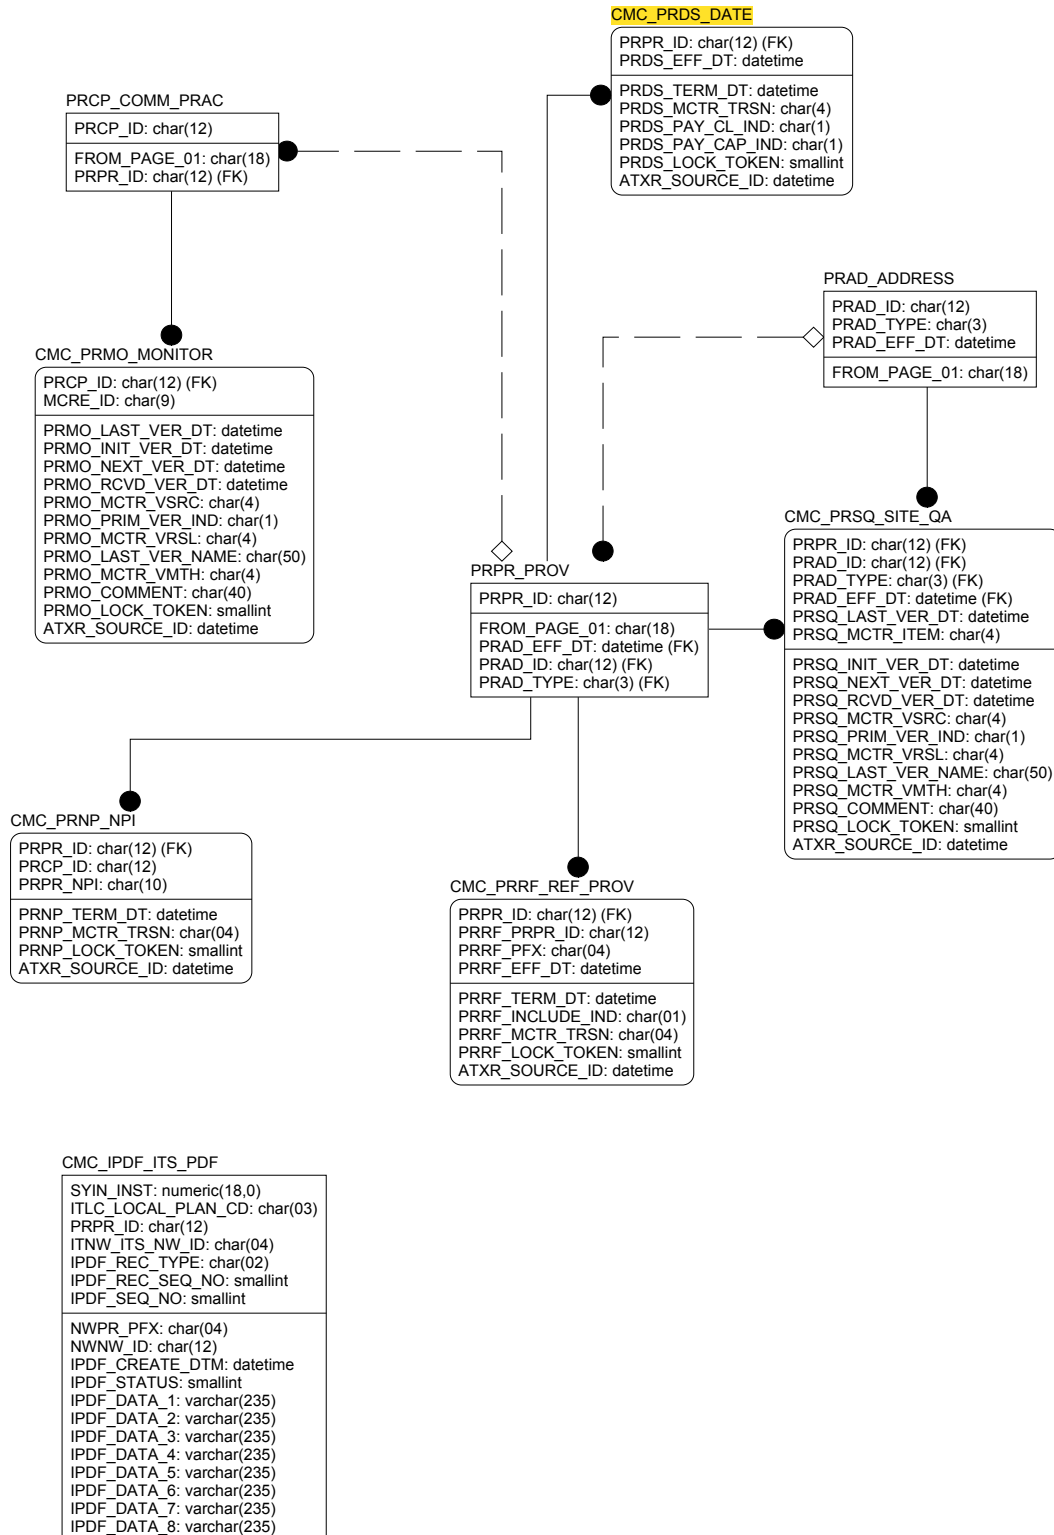 CMC_PRDS_DATE
PRPR_ID: char(12) (FK)
PRDS_EFF_DT: datetime
PRDS_TERM_DT: datetime
PRDS_MCTR_TRSN: char(4)
PRDS_PAY_CL_IND: char(1)
PRDS_PAY_CAP_IND: char(1)
PRDS_LOCK_TOKEN: smallint
ATXR_SOURCE_ID: datetime
PRCP_COMM_PRAC
PRCP_ID: char(12)
FROM_PAGE_01: char(18)
PRPR_ID: char(12) (FK)
PRAD_ADDRESS
PRAD_ID: char(12)
PRAD_TYPE: char(3)
PRAD_EFF_DT: datetime
FROM_PAGE_01: char(18)
CMC_PRMO_MONITOR
PRCP_ID: char(12) (FK)
MCRE_ID: char(9)
PRMO_LAST_VER_DT: datetime
PRMO_INIT_VER_DT: datetime
PRMO_NEXT_VER_DT: datetime
PRMO_RCVD_VER_DT: datetime
PRMO_MCTR_VSRC: char(4)
PRMO_PRIM_VER_IND: char(1)
PRMO_MCTR_VRSL: char(4)
PRMO_LAST_VER_NAME: char(50)
PRMO_MCTR_VMTH: char(4)
PRMO_COMMENT: char(40)
PRMO_LOCK_TOKEN: smallint
ATXR_SOURCE_ID: datetime
CMC_PRSQ_SITE_QA
PRPR_ID: char(12) (FK)
PRAD_ID: char(12) (FK)
PRAD_TYPE: char(3) (FK)
PRAD_EFF_DT: datetime (FK)
PRSQ_LAST_VER_DT: datetime
PRSQ_MCTR_ITEM: char(4)
PRSQ_INIT_VER_DT: datetime
PRSQ_NEXT_VER_DT: datetime
PRSQ_RCVD_VER_DT: datetime
PRSQ_MCTR_VSRC: char(4)
PRSQ_PRIM_VER_IND: char(1)
PRSQ_MCTR_VRSL: char(4)
PRSQ_LAST_VER_NAME: char(50)
PRSQ_MCTR_VMTH: char(4)
PRSQ_COMMENT: char(40)
PRSQ_LOCK_TOKEN: smallint
ATXR_SOURCE_ID: datetime
PRPR_PROV
PRPR_ID: char(12)
FROM_PAGE_01: char(18)
PRAD_EFF_DT: datetime (FK)
PRAD_ID: char(12) (FK)
PRAD_TYPE: char(3) (FK)
CMC_PRNP_NPI
PRPR_ID: char(12) (FK)
PRCP_ID: char(12)
PRPR_NPI: char(10)
PRNP_TERM_DT: datetime
PRNP_MCTR_TRSN: char(04)
PRNP_LOCK_TOKEN: smallint
ATXR_SOURCE_ID: datetime
CMC_PRRF_REF_PROV
PRPR_ID: char(12) (FK)
PRRF_PRPR_ID: char(12)
PRRF_PFX: char(04)
PRRF_EFF_DT: datetime
PRRF_TERM_DT: datetime
PRRF_INCLUDE_IND: char(01)
PRRF_MCTR_TRSN: char(04)
PRRF_LOCK_TOKEN: smallint
ATXR_SOURCE_ID: datetime
CMC_IPDF_ITS_PDF
SYIN_INST: numeric(18,0)
ITLC_LOCAL_PLAN_CD: char(03)
PRPR_ID: char(12)
ITNW_ITS_NW_ID: char(04)
IPDF_REC_TYPE: char(02)
IPDF_REC_SEQ_NO: smallint
IPDF_SEQ_NO: smallint
NWPR_PFX: char(04)
NWNW_ID: char(12)
IPDF_CREATE_DTM: datetime
IPDF_STATUS: smallint
IPDF_DATA_1: varchar(235)
IPDF_DATA_2: varchar(235)
IPDF_DATA_3: varchar(235)
IPDF_DATA_4: varchar(235)
IPDF_DATA_5: varchar(235)
IPDF_DATA_6: varchar(235)
IPDF_DATA_7: varchar(235)
IPDF_DATA_8: varchar(235)